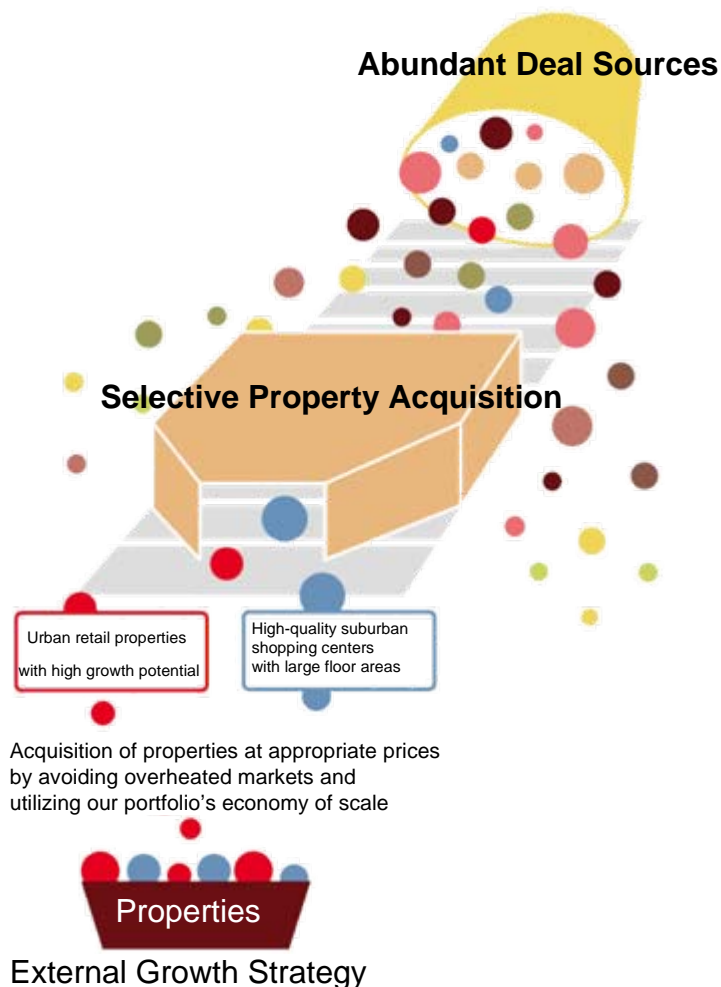 Abundant Deal Sources
Selective Property Acquisition
Urban retail properties
with high growth potential
High-quality suburban
shopping centers
with large floor areas
Acquisition of properties at appropriate prices
by avoiding overheated markets and
utilizing our portfolio's economy of scale
Properties
External Growth Strategy